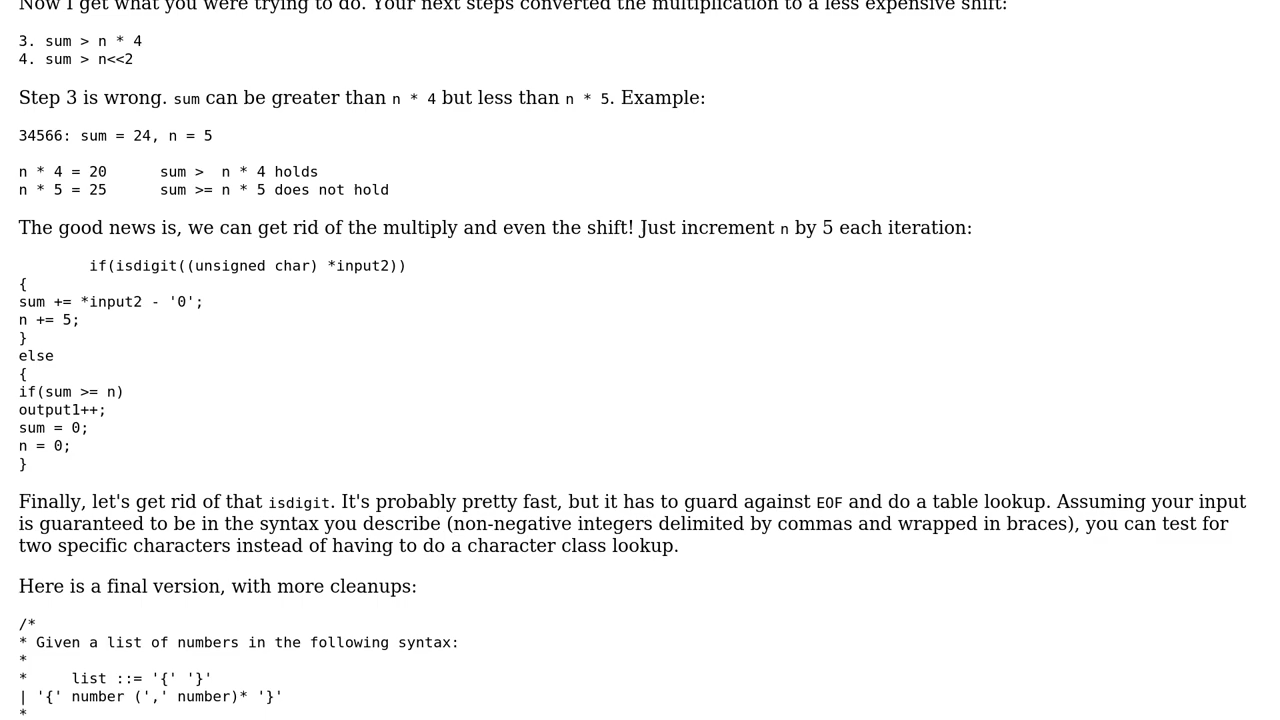 Now I get what you were trying to do. Your next steps converted the multiplication to a less expensive shift:
3. sum > n * 4
4. sum > n<<2
Step 3 is wrong. sum can be greater than n * 4 but less than n * 5. Example:
34566: sum = 24, n = 5
n * 4 = 20      sum >  n * 4 holds
n * 5 = 25      sum >= n * 5 does not hold
The good news is, we can get rid of the multiply and even the shift! Just increment n by 5 each iteration:
        if(isdigit((unsigned char) *input2))
{
sum += *input2 - '0';
n += 5;
}
else
{
if(sum >= n)
output1++;
sum = 0;
n = 0;
}
Finally, let's get rid of that isdigit. It's probably pretty fast, but it has to guard against EOF and do a table lookup. Assuming your input
is guaranteed to be in the syntax you describe (non-negative integers delimited by commas and wrapped in braces), you can test for
two specific characters instead of having to do a character class lookup.
Here is a final version, with more cleanups:
/*
* Given a list of numbers in the following syntax:
*
*     list ::= '{' '}'
| '{' number (',' number)* '}'
*